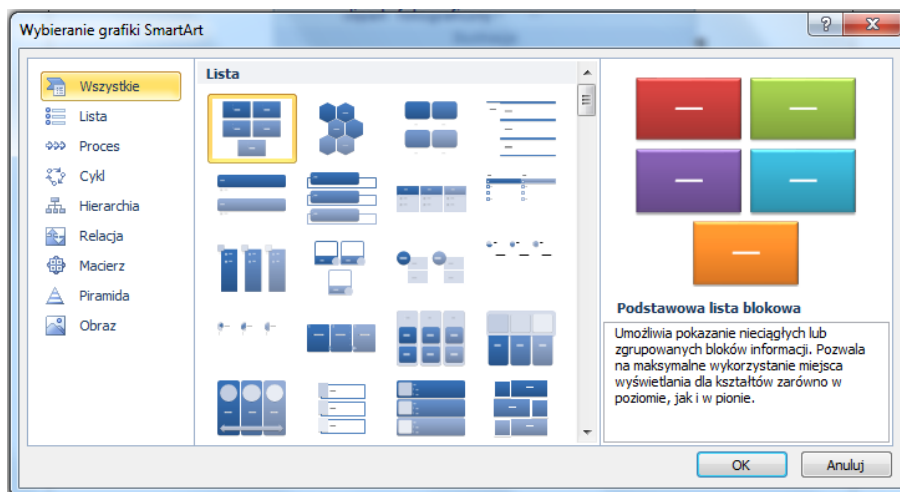 Wybieranie grafiki SmartArt
Wszystkie
Lista
Proces
Cykl
Hierarchia
Relacja
Macierz
Piramida
Obraz
Lista
Podstawowa lista blokowa
Umożliwia pokazanie nieciągłych lub
zgrupowanych bloków informacji. Pozwala
na maksymalne wykorzystanie miejsca
wyświetlania dla kształtów zarówno w
poziomie, jak i w pionie.
OK
Anuluj